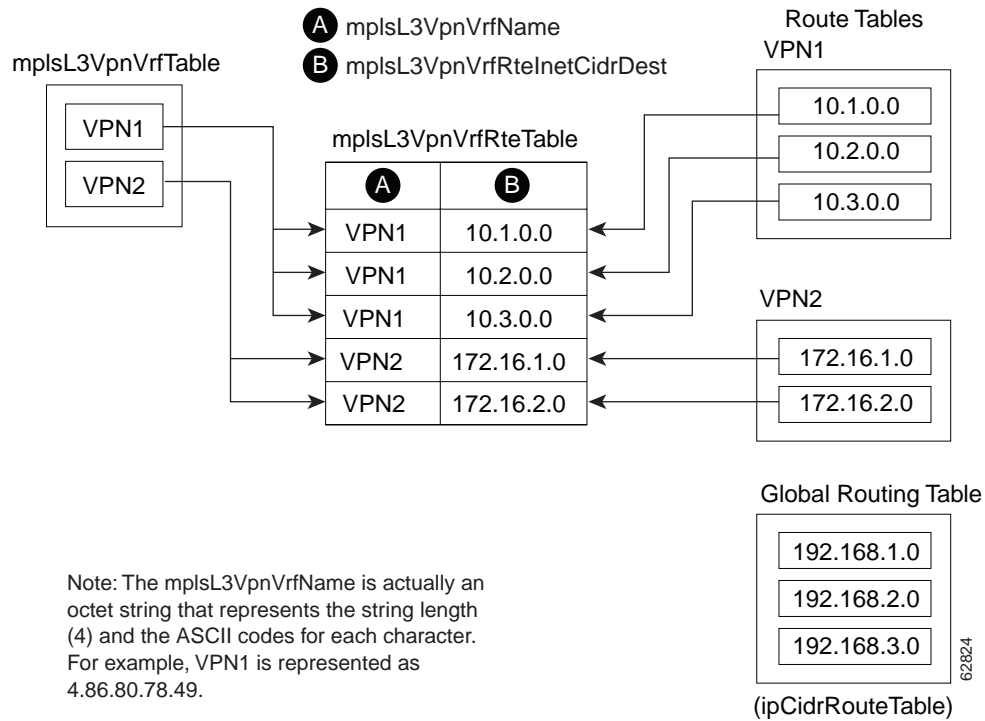 A mplsL3VpnVrfName
B mplsL3VpnVrfRteInetCidrDest
mplsL3VpnVrfTable
VPN1
VPN2
mplsL3VpnVrfRteTable
A B
VPN1 10.1.0.0
VPN1 10.2.0.0
VPN1 10.3.0.0
VPN2 172.16.1.0
VPN2 172.16.2.0
Route Tables
VPN1
10.1.0.0
10.2.0.0
10.3.0.0
VPN2
172.16.1.0
172.16.2.0
Global Routing Table
192.168.1.0
192.168.2.0
192.168.3.0
(ipCidrRouteTable)
62824
Note: The mplsL3VpnVrfName is actually an
octet string that represents the string length
(4) and the ASCII codes for each character.
For example, VPN1 is represented as
4.86.80.78.49.